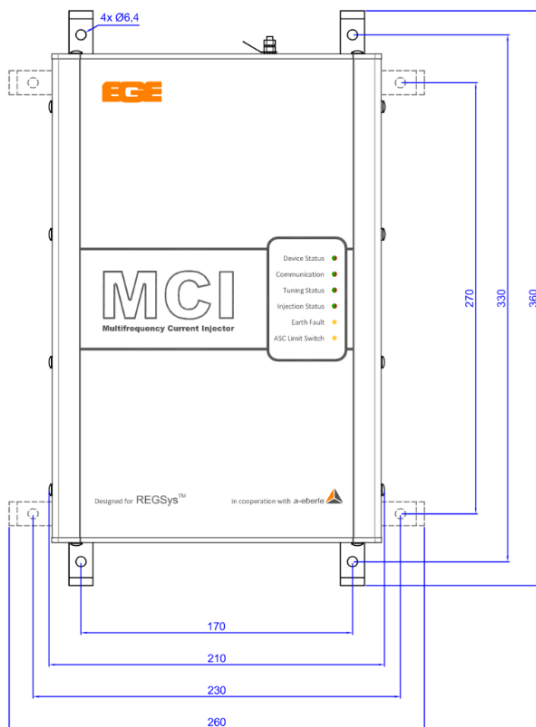 4x Ø6,4
EGE
Device Status
Communication
Tuning Status
Injection Status
Earth Fault
ASC Limit Switch
MCI
Multifrequency Current Injector
270
330
360
Designed for REGSys™
in cooperation with a-eberle
170
210
230
260